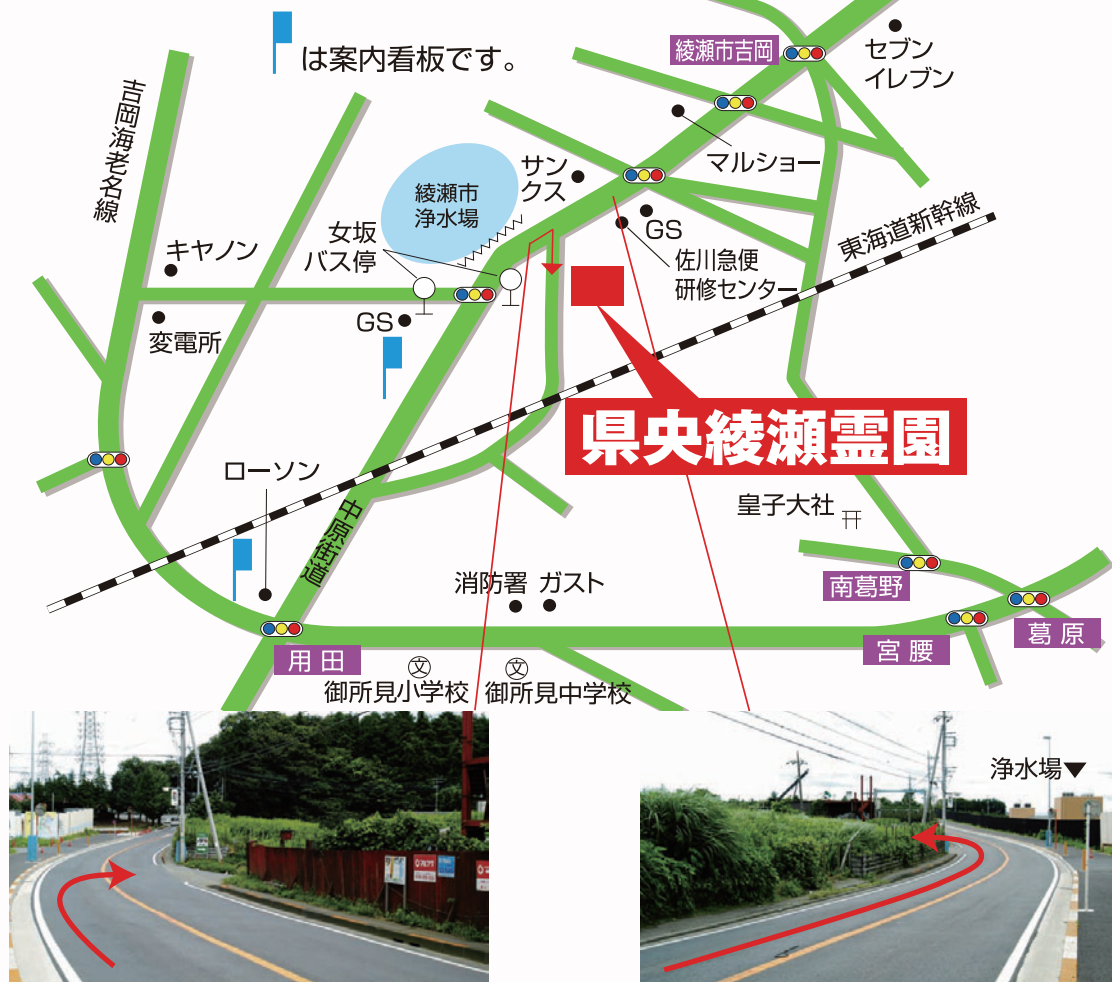 は案内看板です。
綾瀬市吉岡
セブン
イレブン
吉岡海老名線
マルショー
サン
クス
綾瀬市
浄水場
女坂
バス停
キヤノン
GS
佐川急便
研修センター
東海道新幹線
GS
変電所
県央綾瀬霊園
ローソン
中原街道
皇子大社
消防署
ガスト
南葛野
葛原
宮腰
用田
文
文
御所見小学校
御所見中学校
浄水場▼